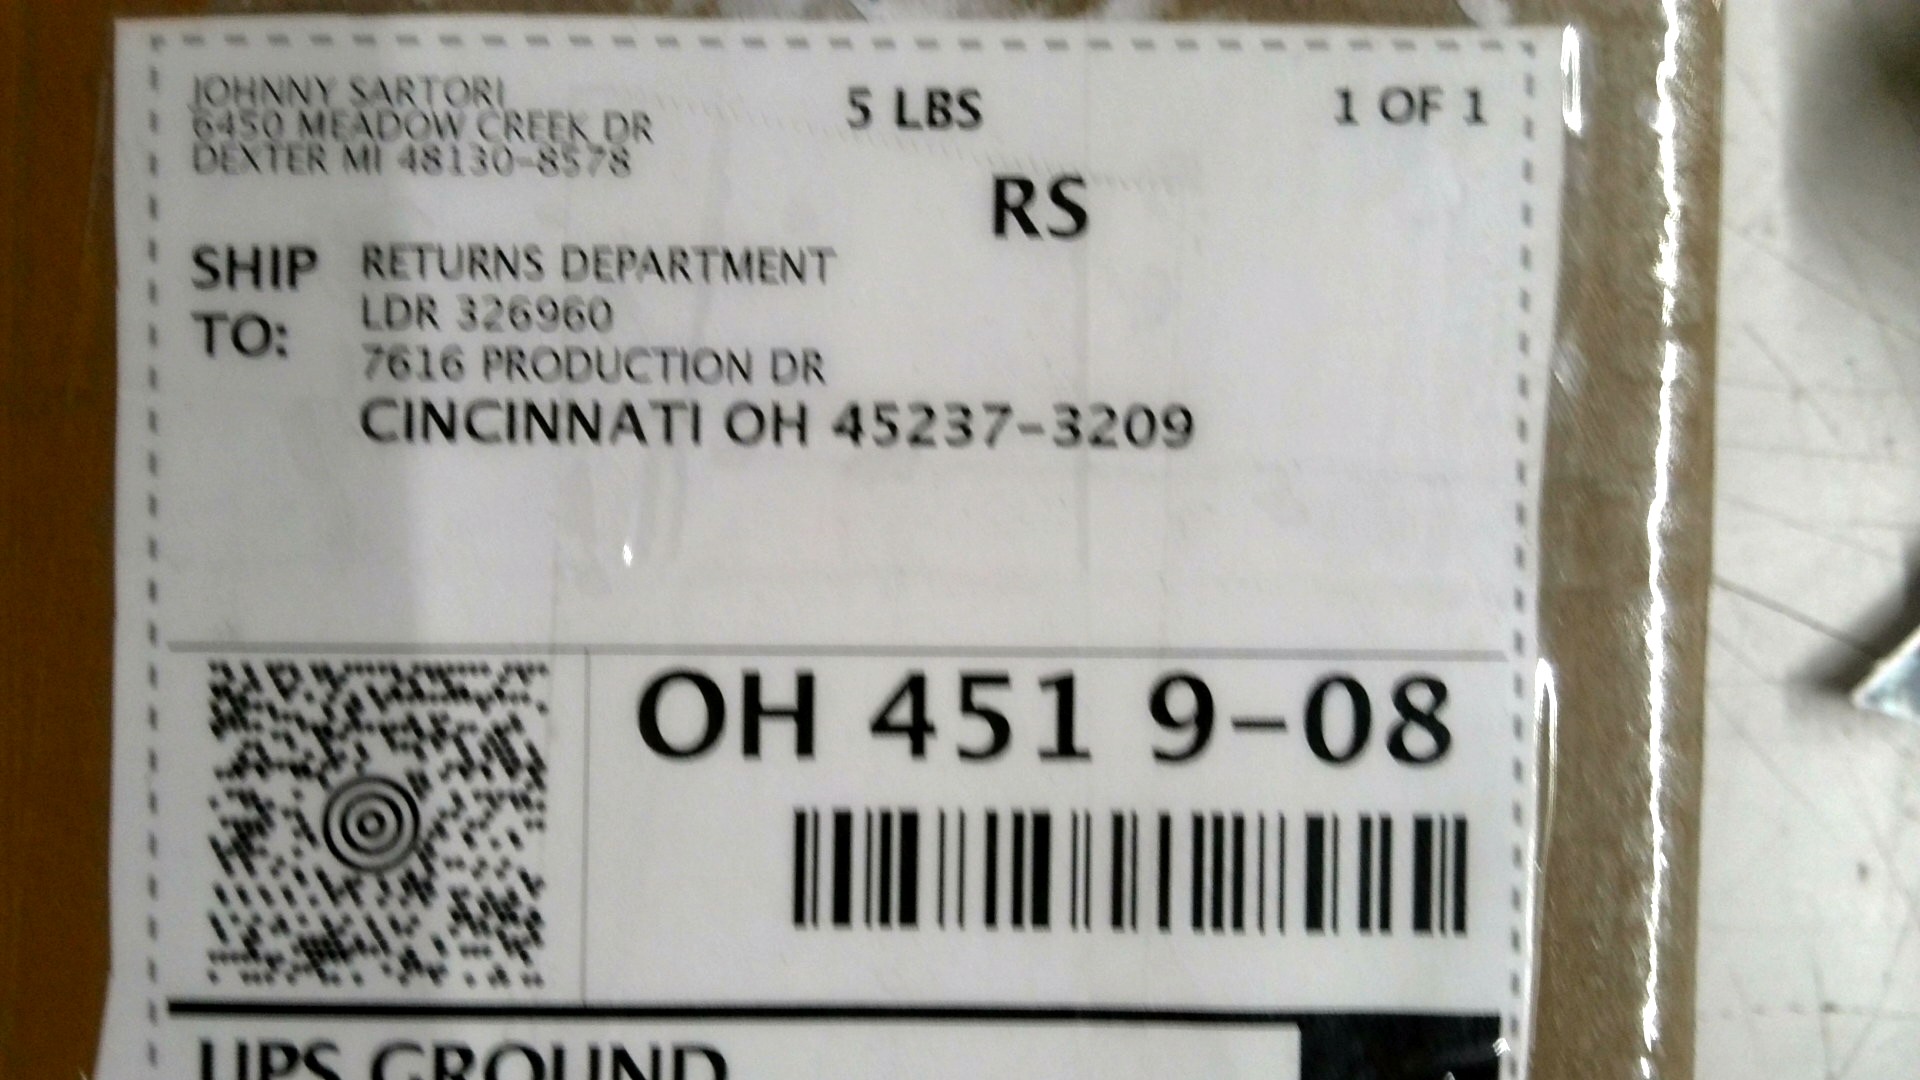 JOHNNY SARTORI
6450 MEADOW CREEK DR
DEXTER MI 48130-8578
5 LBS
1 OF 1
RS
SHIP TO:
RETURNS DEPARTMENT
LDR 326960
7616 PRODUCTION DR
CINCINNATI OH 45237-3209
OH 451 9-08
UPS GROUND